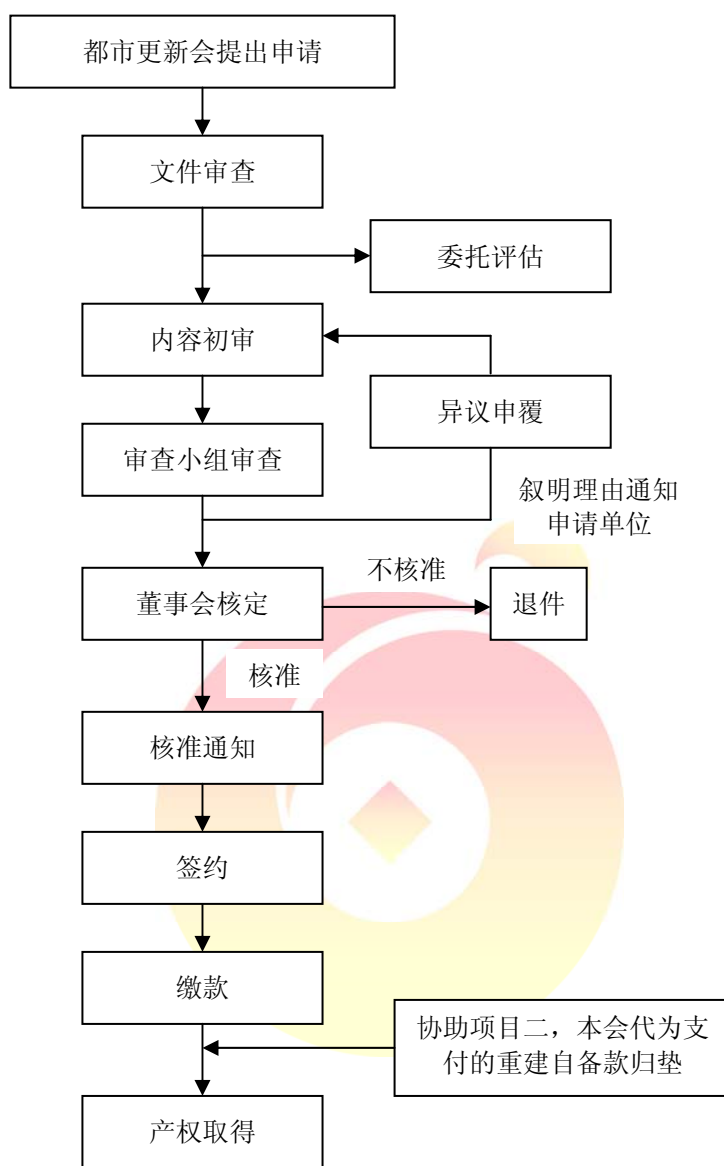 都市更新会提出申请
文件审查
委托评估
内容初审
异议申覆
审查小组审查
叙明理由通知
申请单位
不核准
董事会核定
退件
核准
核准通知
签约
缴款
协助项目二，本会代为支
付的重建自备款归垫
产权取得